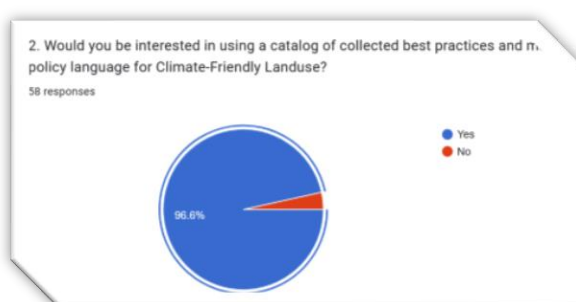 2. Would you be interested in using a catalog of collected best practices and
policy language for Climate-Friendly Landuse?
58 responses
Yes
No
96.6%